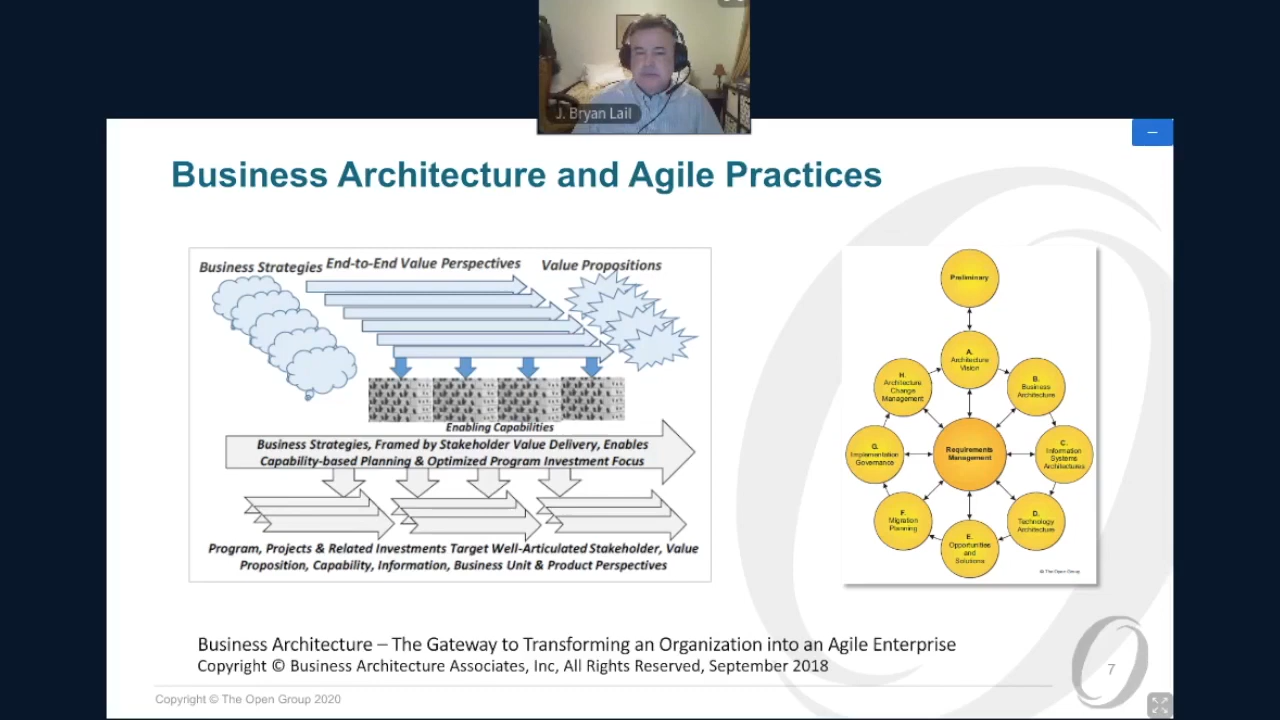 J. Bryan Lail
Business Architecture and Agile Practices
Business Strategies
End-to-End Value Perspectives
Value Propositions
Enabling Capabilities
Business Strategies, Framed by Stakeholder Value Delivery, Enables
Capability-based Planning & Optimized Program Investment Focus
Program, Projects & Related Investments Target Well-Articulated Stakeholder, Value
Proposition, Capability, Information, Business Unit & Product Perspectives
Preliminary
A.
Architecture
Vision
B.
Business
Architecture
C.
Information
Systems
Architectures
D.
Technology
Architecture
E.
Opportunities
and
Solutions
F.
Migration
Planning
G.
Implementation
Governance
H.
Architecture
Change
Management
Requirements
Management
© The Open Group
Business Architecture – The Gateway to Transforming an Organization into an Agile Enterprise
Copyright © Business Architecture Associates, Inc, All Rights Reserved, September 2018
Copyright © The Open Group 2020
7